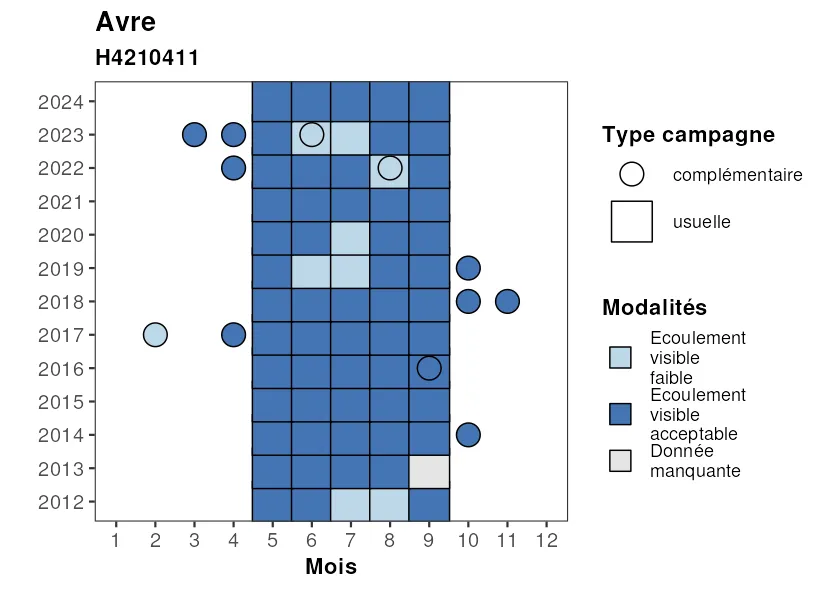 Avre
H4210411
2024
2023
2022
2021
2020
2019
2018
2017
2016
2015
2014
2013
2012
1 2 3 4 5 6 7 8 9 10 11 12
Mois
Type campagne
complémentaire
usuelle
Modalités
Ecoulement
visible
faible
Ecoulement
visible
acceptable
Donnée
manquante